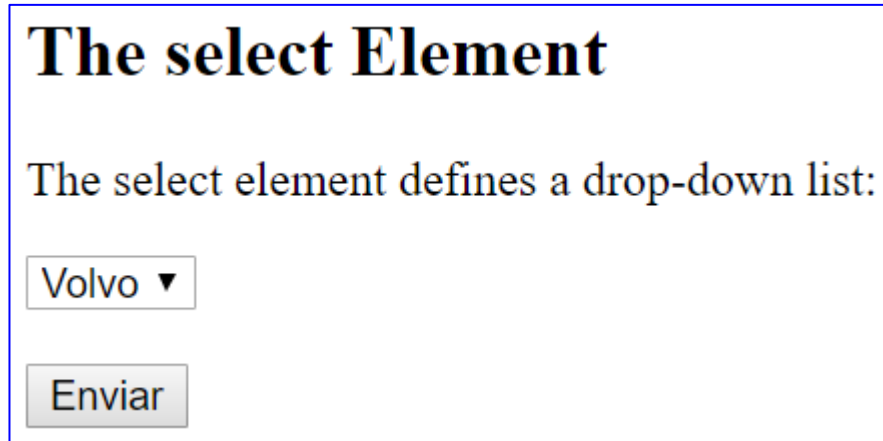 The select Element
The select element defines a drop-down list:
Volvo
Enviar